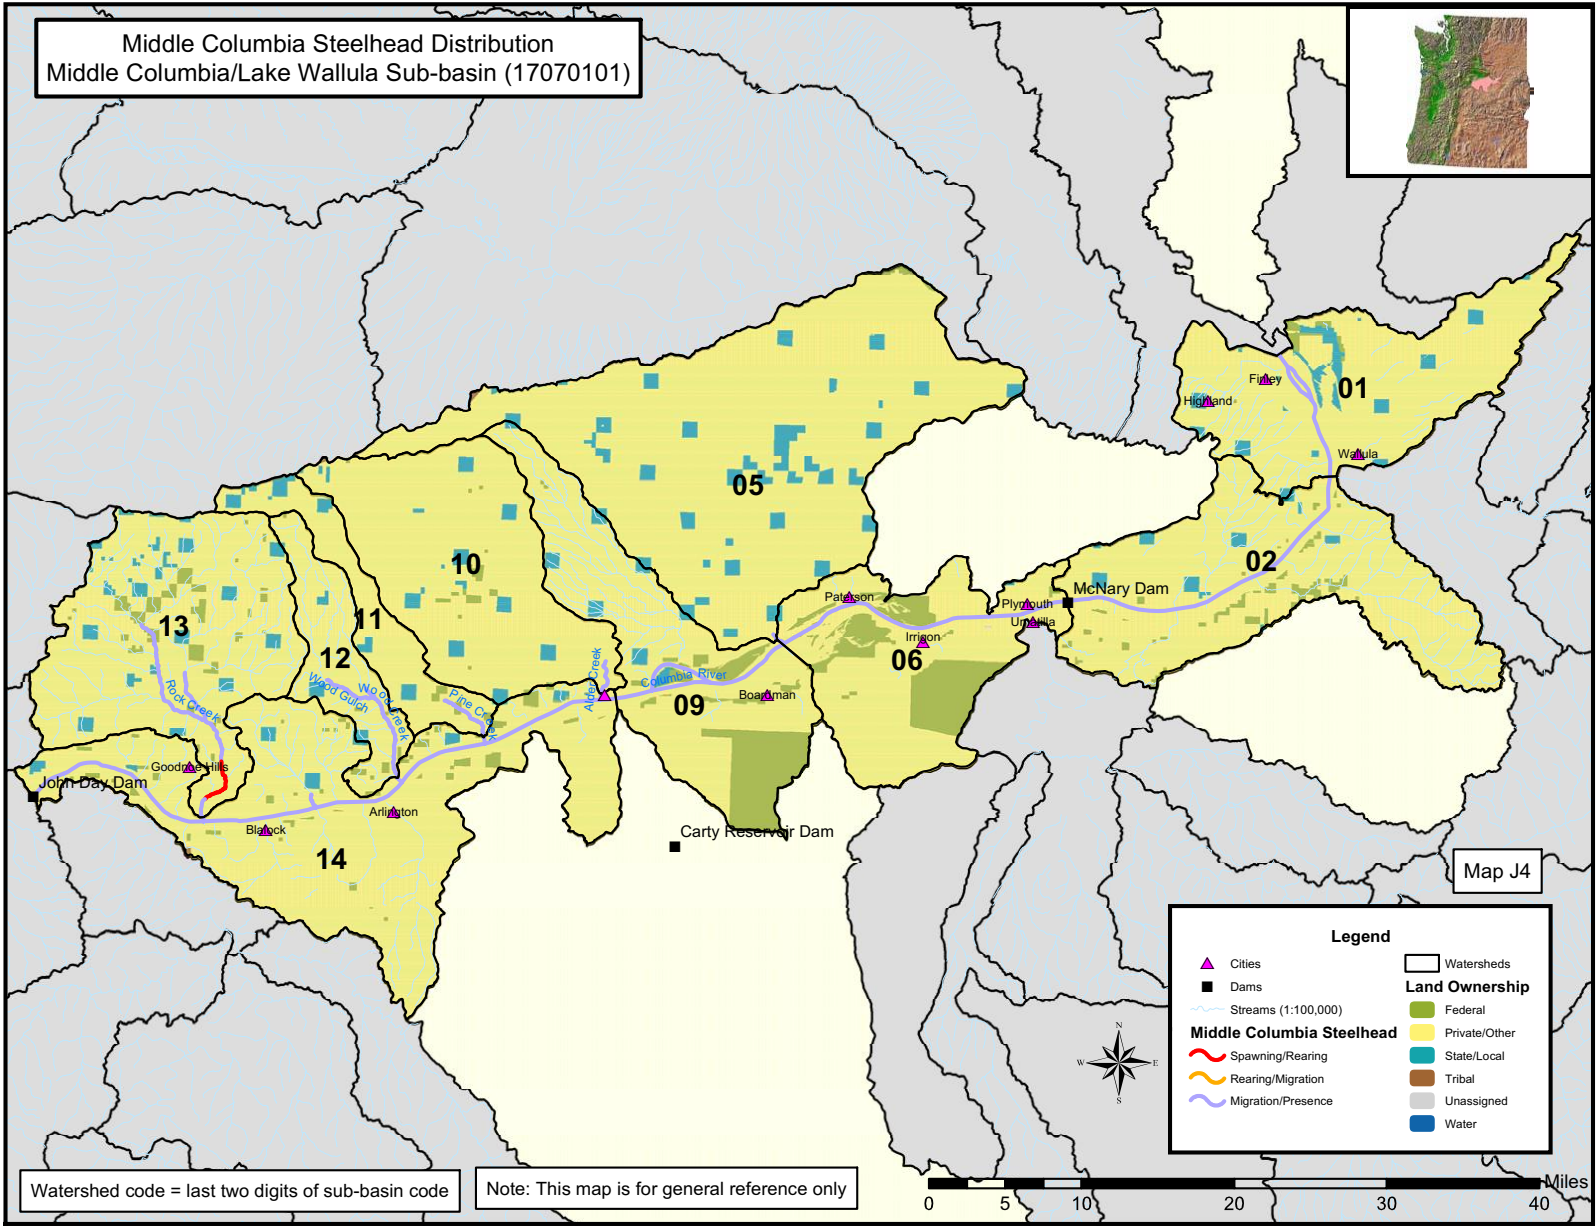 Middle Columbia Steelhead Distribution
Middle Columbia/Lake Wallula Sub-basin (17070101)
Finley
Highland
01
Wallula
05
02
10
McNary Dam
Paterson
Plymouth
Umatilla
11
13
Irrigon
06
12
Alder Creek
Columbia River
Wood Gulch
Wood Creek
Rock Creek
Pine Creek
Boardman
09
Goodnoe Hills
John Day Dam
Arlington
Blalock
Carty Reservoir Dam
14
Map J4
Legend
Cities
Watersheds
Dams
Land Ownership
Streams (1:100,000)
Federal
Middle Columbia Steelhead
Private/Other
Spawning/Rearing
State/Local
Rearing/Migration
Tribal
Migration/Presence
Unassigned
Water
N
W
E
S
Watershed code = last two digits of sub-basin code
Note: This map is for general reference only
Miles
0 5 10 20 30 40